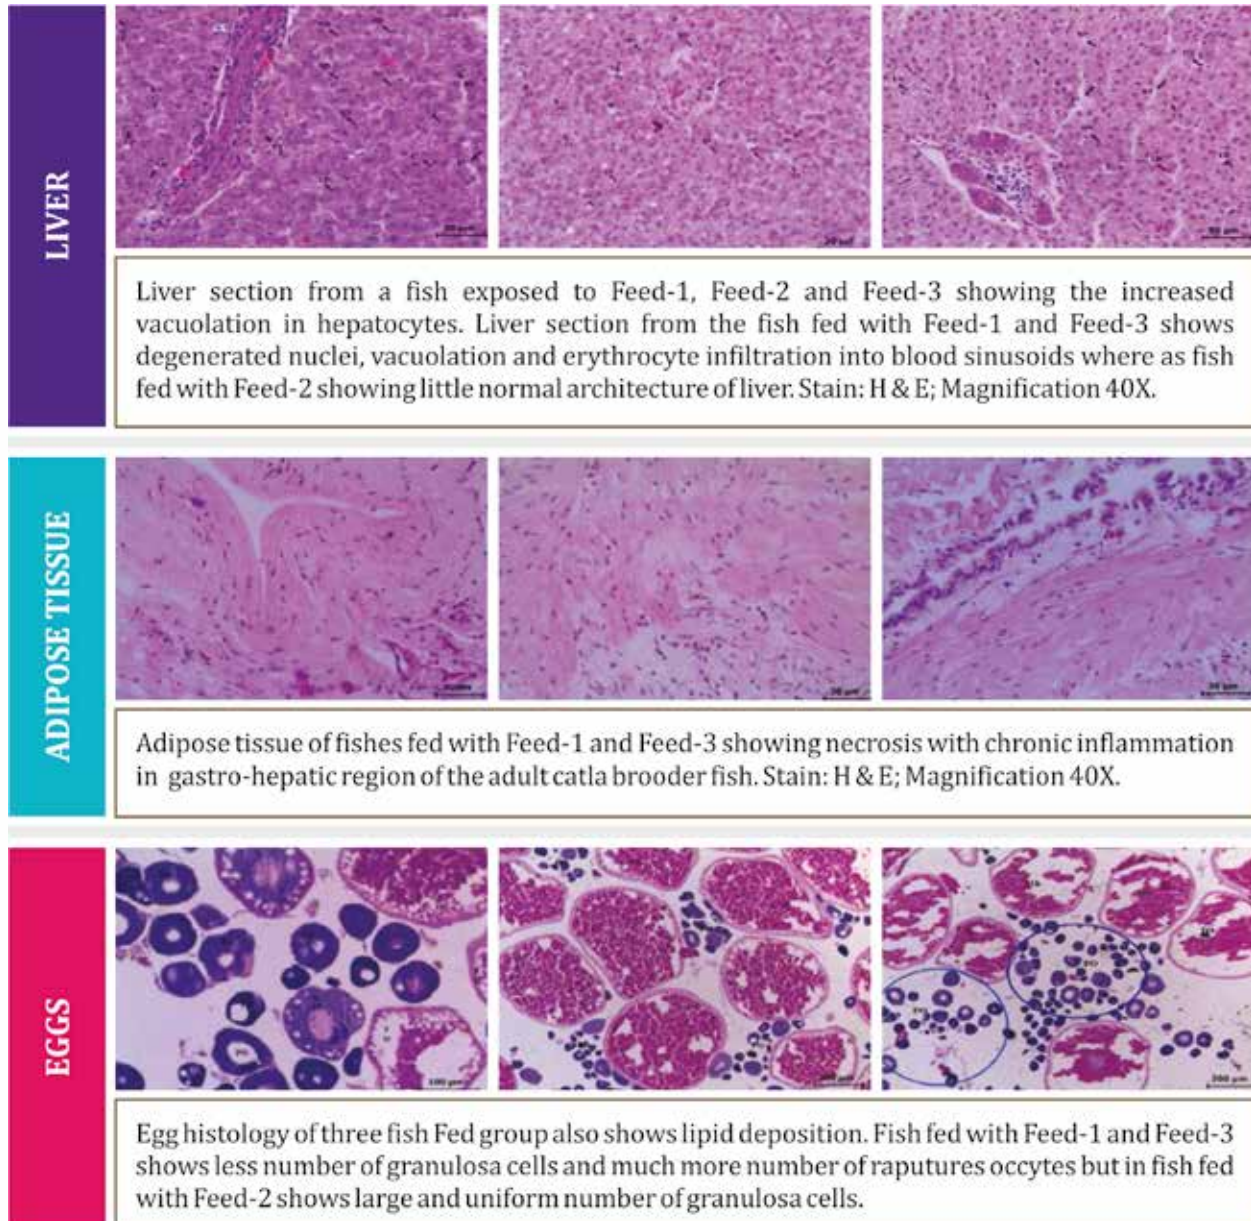 LIVER
Liver section from a fish exposed to Feed-1, Feed-2 and Feed-3 showing the increased
vacuolation in hepatocytes. Liver section from the fish fed with Feed-1 and Feed-3 shows
degenerated nuclei, vacuolation and erythrocyte infiltration into blood sinusoids where as fish
fed with Feed-2 showing little normal architecture of liver. Stain: H & E; Magnification 40X.
ADIPOSE TISSUE
Adipose tissue of fishes fed with Feed-1 and Feed-3 showing necrosis with chronic inflammation
in gastro-hepatic region of the adult catla brooder fish. Stain: H & E; Magnification 40X.
EGGS
100 µm
200 µm
Egg histology of three fish Fed group also shows lipid deposition. Fish fed with Feed-1 and Feed-3
shows less number of granulosa cells and much more number of raputures occytes but in fish fed
with Feed-2 shows large and uniform number of granulosa cells.